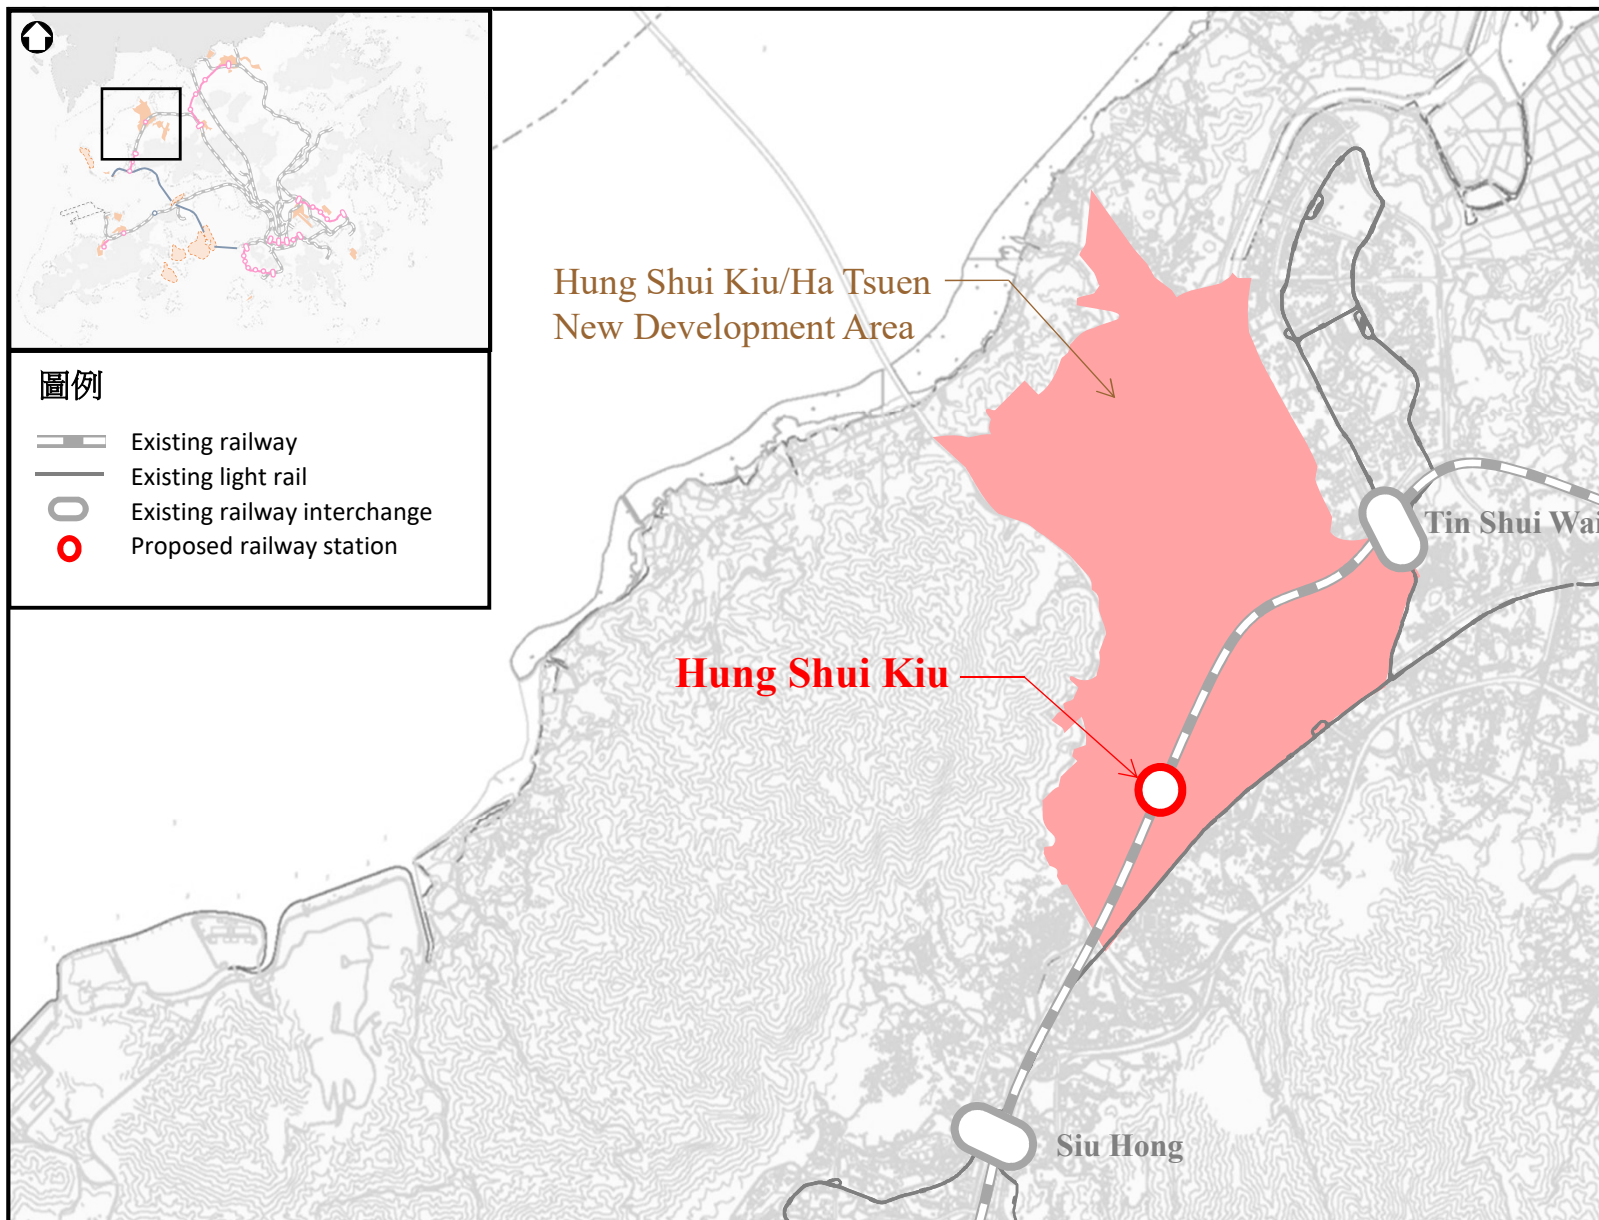 圖例
Existing railway
Existing light rail
Existing railway interchange
Proposed railway station
Hung Shui Kiu/Ha Tsuen
New Development Area
Tin Shui Wai
Hung Shui Kiu
Siu Hong